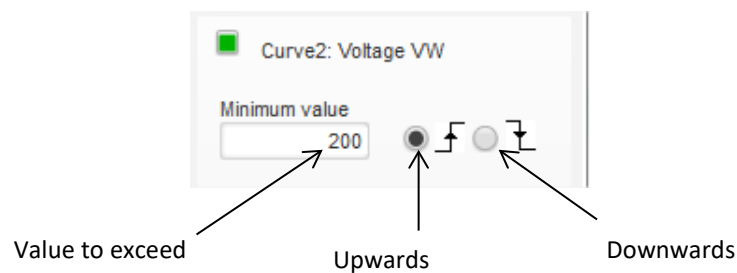 Curve2: Voltage VW
Minimum value
200
Value to exceed
Upwards
Downwards